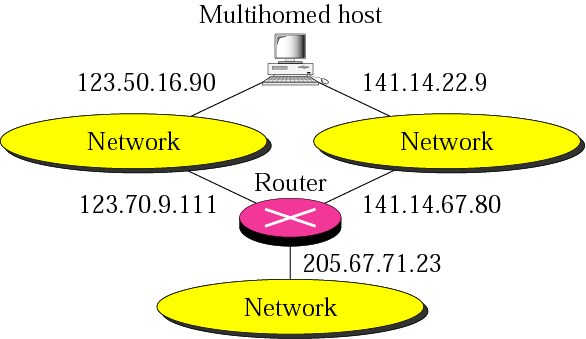 Multihomed host
123.50.16.90
141.14.22.9
Network
Network
Router
123.70.9.111
141.14.67.80
205.67.71.23
Network